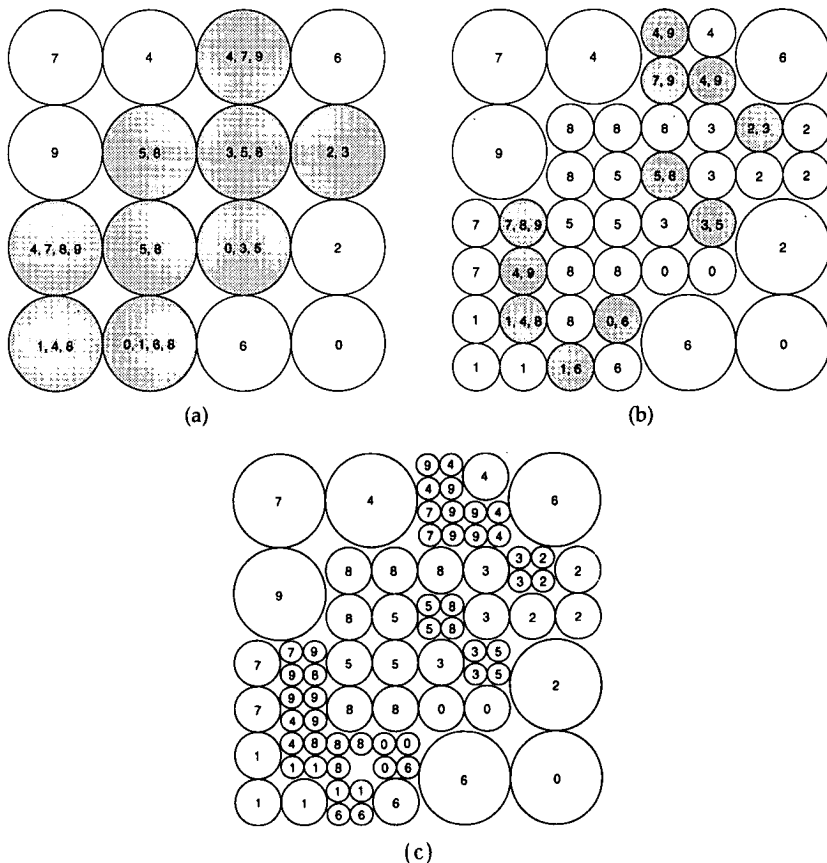 7 4 4, 7, 9 6
9 5, 8 3, 5, 8 2, 3
4, 7, 8, 9 5, 8 0, 3, 5 2
1, 4, 8 0, 1, 6, 8 6 0
(a)
4, 9 4
7 4 6
7, 9 4, 9
8 8 8 3 2, 3 2
9
8 5 5, 8 3 2 2
7 7, 8, 9 5 5 3 3, 5
2
7 4, 9 8 8 0 0
1 1, 4, 8 8 0, 6
6 0
1 1 1, 6 6
(b)
9 4
4
4 9
7 4 6
7 9 9 4
7 9 9 4
3 2
8 8 8 3 2
3 2
9
5 8
8 5 3 2 2
5 8
7 9 3 5
7 5 5 3
9 8 3 5
2
9 9
7 8 8 0 0
4 9
4 8 8 8 0 0
1
1 1 8 0 6
6 0
1 1
1 1 6
6 6
(c)